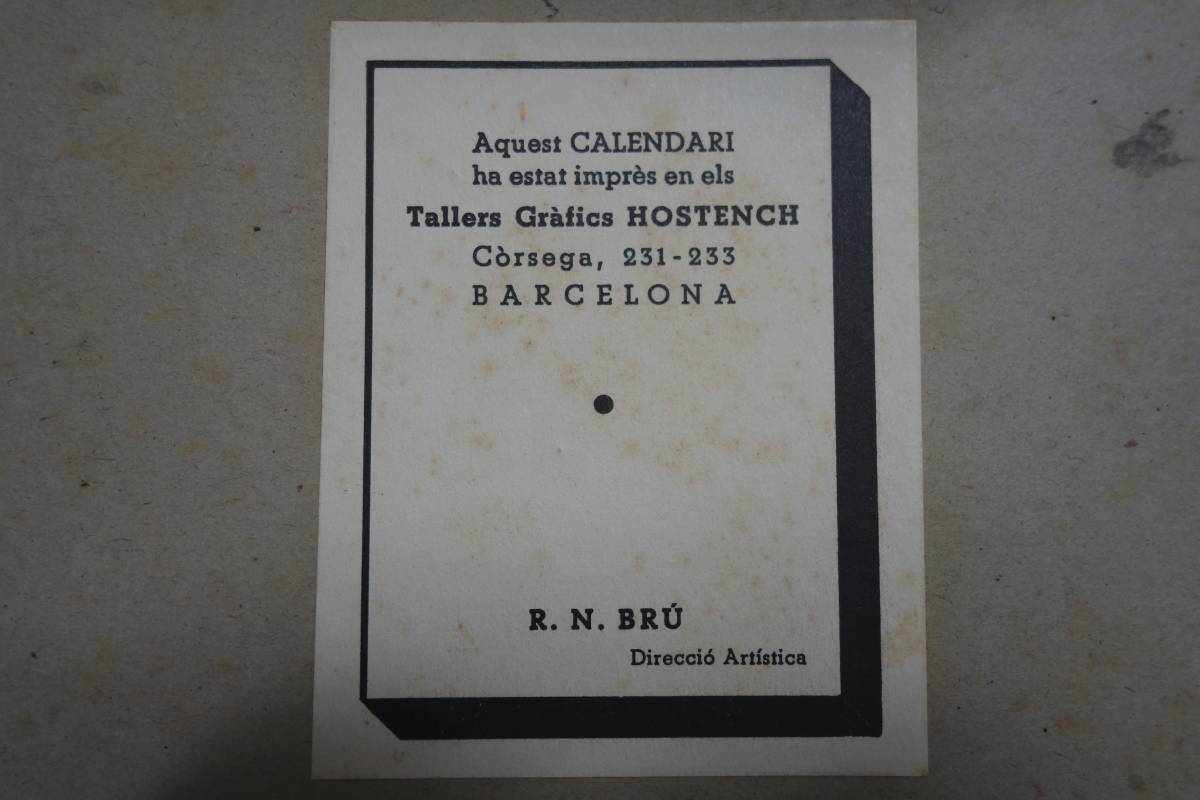 Aquest CALENDARI
ha estat imprès en els
Tallers Gràfics HOSTENCH
Còrsega, 231-233
BARCELONA
R. N. BRÚ
Direcció Artística